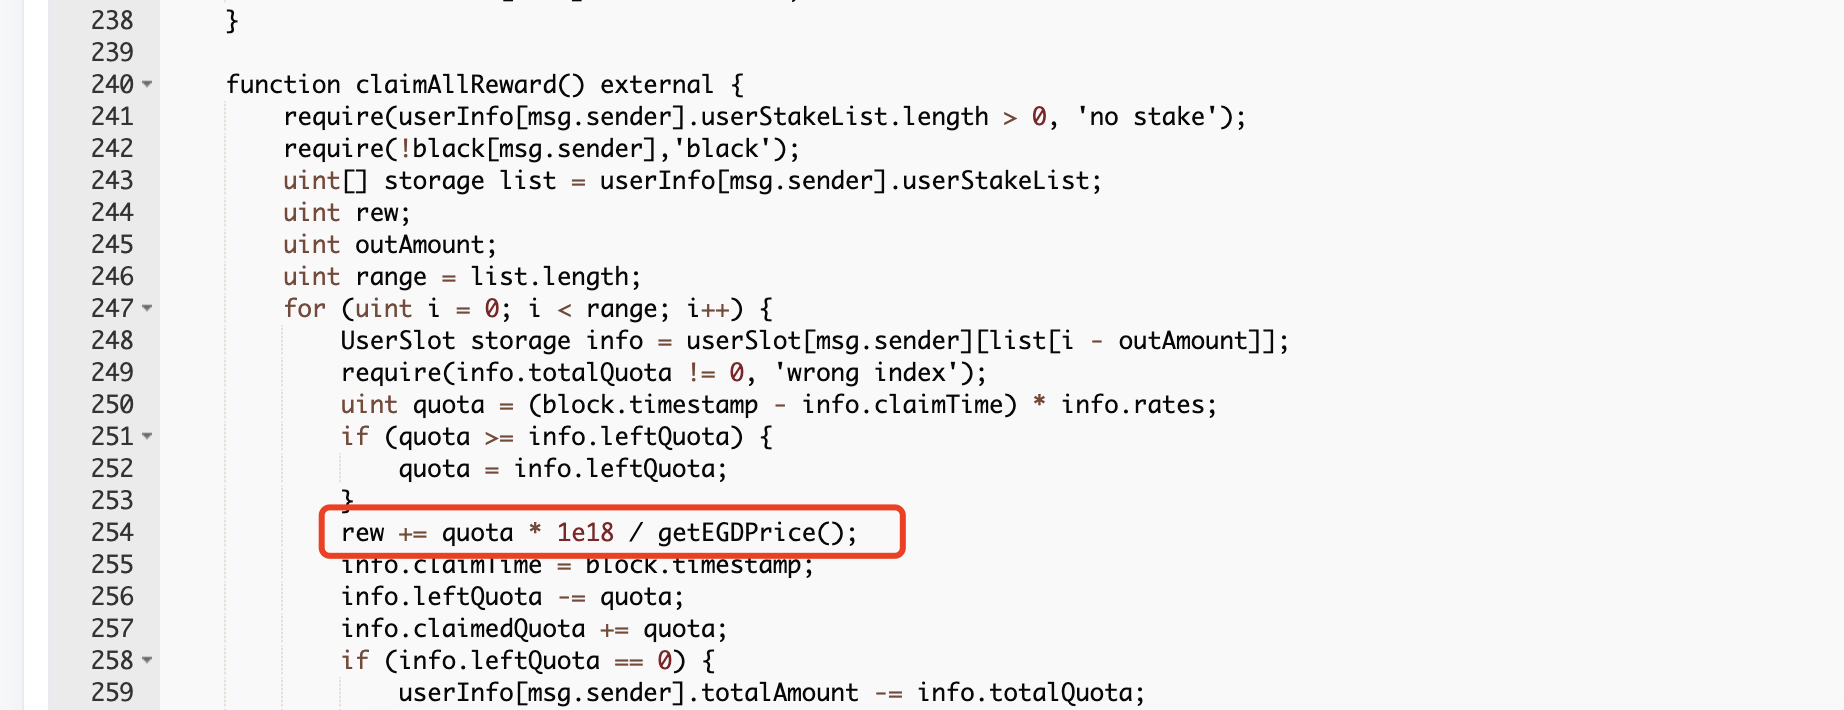 238 }
239
240 function claimAllReward() external {
241 require(userInfo[msg.sender].userStakeList.length > 0, 'no stake');
242 require(!black[msg.sender],'black');
243 uint[] storage list = userInfo[msg.sender].userStakeList;
244 uint rew;
245 uint outAmount;
246 uint range = list.length;
247 for (uint i = 0; i < range; i++) {
248 UserSlot storage info = userSlot[msg.sender][list[i - outAmount]];
249 require(info.totalQuota != 0, 'wrong index');
250 uint quota = (block.timestamp - info.claimTime) * info.rates;
251 if (quota >= info.leftQuota) {
252 quota = info.leftQuota;
253 }
254 rew += quota * 1e18 / getEGDPrice();
255 info.claimTime = block.timestamp;
256 info.leftQuota -= quota;
257 info.claimedQuota += quota;
258 if (info.leftQuota == 0) {
259 userInfo[msg.sender].totalAmount -= info.totalQuota;